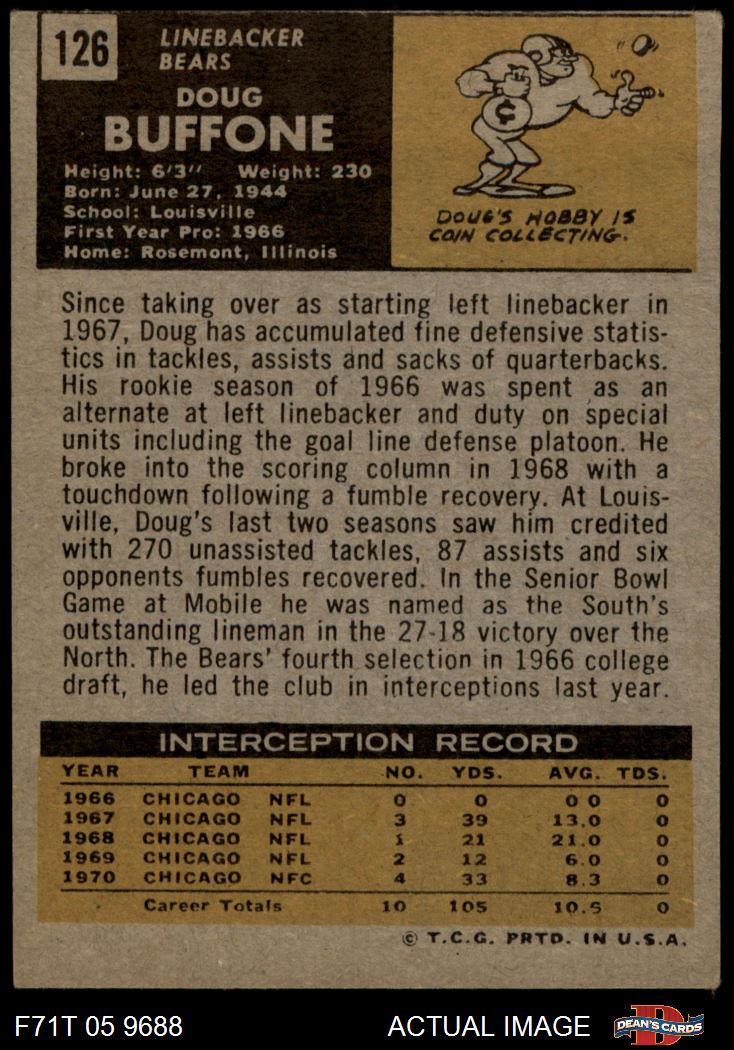 126
LINEBACKER
BEARS
DOUG
BUFFONE
Height: 6'3" Weight: 230
Born: June 27, 1944
School: Louisville
First Year Pro: 1966
Home: Rosemont, Illinois
¢
DOUG'S HOBBY IS
COIN COLLECTING.
Since taking over as starting left linebacker in
1967, Doug has accumulated fine defensive statis-
tics in tackles, assists and sacks of quarterbacks.
His rookie season of 1966 was spent as an
alternate at left linebacker and duty on special
units including the goal line defense platoon. He
broke into the scoring column in 1968 with a
touchdown following a fumble recovery. At Louis-
ville, Doug's last two seasons saw him credited
with 270 unassisted tackles, 87 assists and six
opponents fumbles recovered. In the Senior Bowl
Game at Mobile he was named as the South's
outstanding lineman in the 27-18 victory over the
North. The Bears' fourth selection in 1966 college
draft, he led the club in interceptions last year.
INTERCEPTION RECORD
YEAR TEAM NO. YDS. AVG. TDS.
1966 CHICAGO NFL 0 0 0 0 0
1967 CHICAGO NFL 3 39 13.0 0
1968 CHICAGO NFL 1 21 21.0 0
1969 CHICAGO NFL 2 12 6.0 0
1970 CHICAGO NFC 4 33 8.3 0
Career Totals 10 105 10.5 0
© T.C.G. PRTD. IN U.S.A.
F71T 05 9688 ACTUAL IMAGE D DEAN'S CARDS